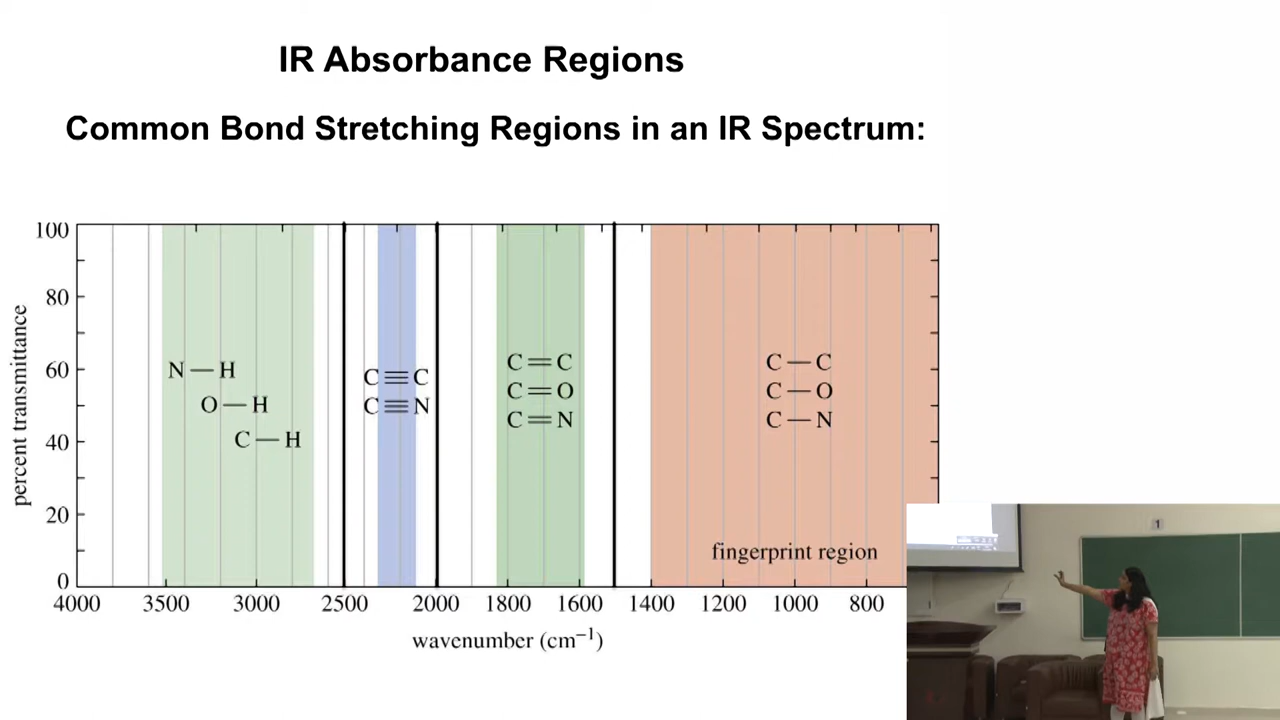 IR Absorbance Regions
Common Bond Stretching Regions in an IR Spectrum:
100
80
60
40
20
0
percent transmittance
N—H
O—H
C—H
C≡C
C≡N
C=C
C=O
C=N
C—C
C—O
C—N
fingerprint region
4000 3500 3000 2500 2000 1800 1600 1400 1200 1000 800
wavenumber (cm⁻¹)
1